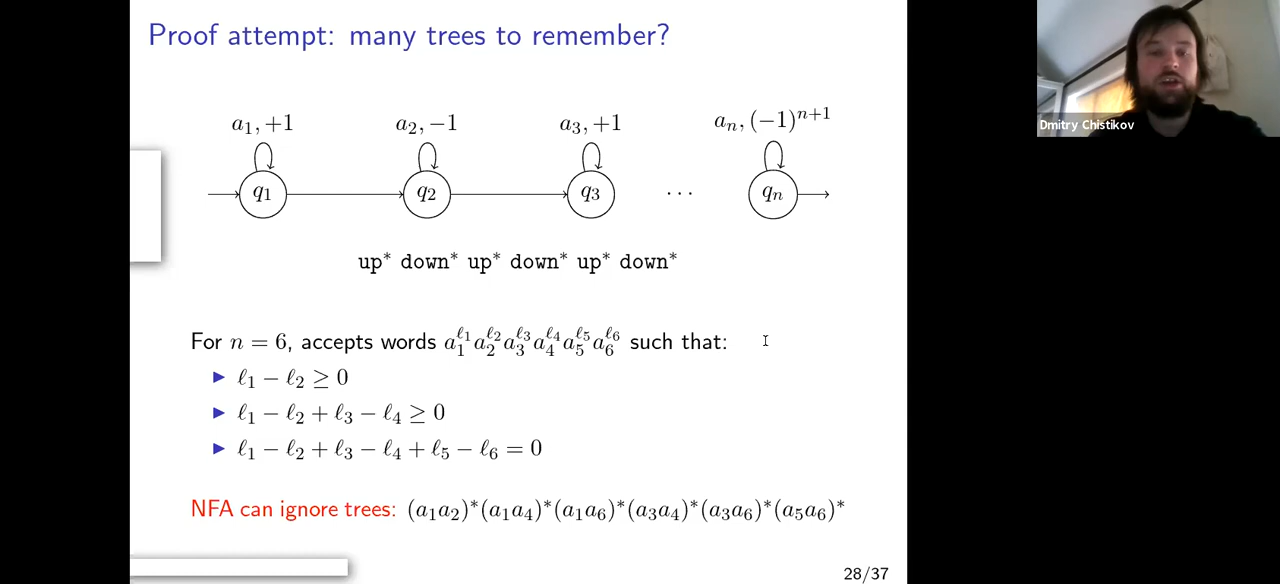 Proof attempt: many trees to remember?
Dmitry Chistikov
a₁, +1
a₂, −1
a₃, +1
aₙ, (−1)ⁿ⁺¹
q₁
q₂
q₃
· · ·
qₙ
up* down* up* down* up* down*
For n = 6, accepts words a₁^ℓ₁ a₂^ℓ₂ a₃^ℓ₃ a₄^ℓ₄ a₅^ℓ₅ a₆^ℓ₆ such that:
▶ ℓ₁ − ℓ₂ ≥ 0
▶ ℓ₁ − ℓ₂ + ℓ₃ − ℓ₄ ≥ 0
▶ ℓ₁ − ℓ₂ + ℓ₃ − ℓ₄ + ℓ₅ − ℓ₆ = 0
NFA can ignore trees: (a₁a₂)*(a₁a₄)*(a₁a₆)*(a₃a₄)*(a₃a₆)*(a₅a₆)*
28/37